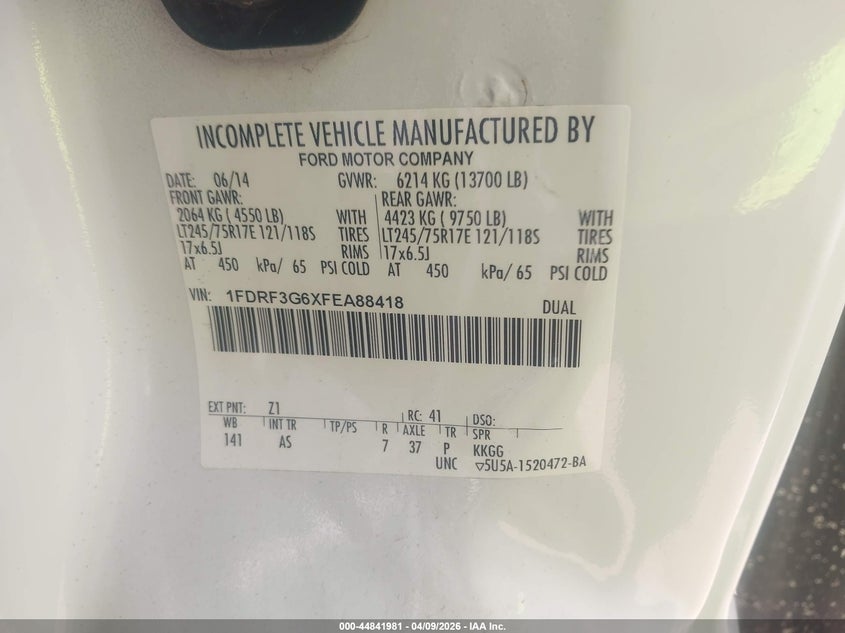 INCOMPLETE VEHICLE MANUFACTURED BY
FORD MOTOR COMPANY
DATE: 06/14 GVWR: 6214 KG (13700 LB)
FRONT GAWR: REAR GAWR:
2064 KG ( 4550 LB) WITH 4423 KG ( 9750 LB) WITH
LT245/75R17E 121/118S TIRES LT245/75R17E 121/118S TIRES
17x6.5J RIMS 17x6.5J RIMS
AT 450 kPa/ 65 PSI COLD AT 450 kPa/ 65 PSI COLD
VIN: 1FDRF3G6XFEA88418 DUAL
EXT PNT: Z1 RC: 41 DSO:
WB INT TR TP/PS R AXLE TR SPR
141 AS 7 37 P KKGG
UNC ▽5U5A-1520472-BA
000-44841981 | 04/09/2026 - IAA Inc.